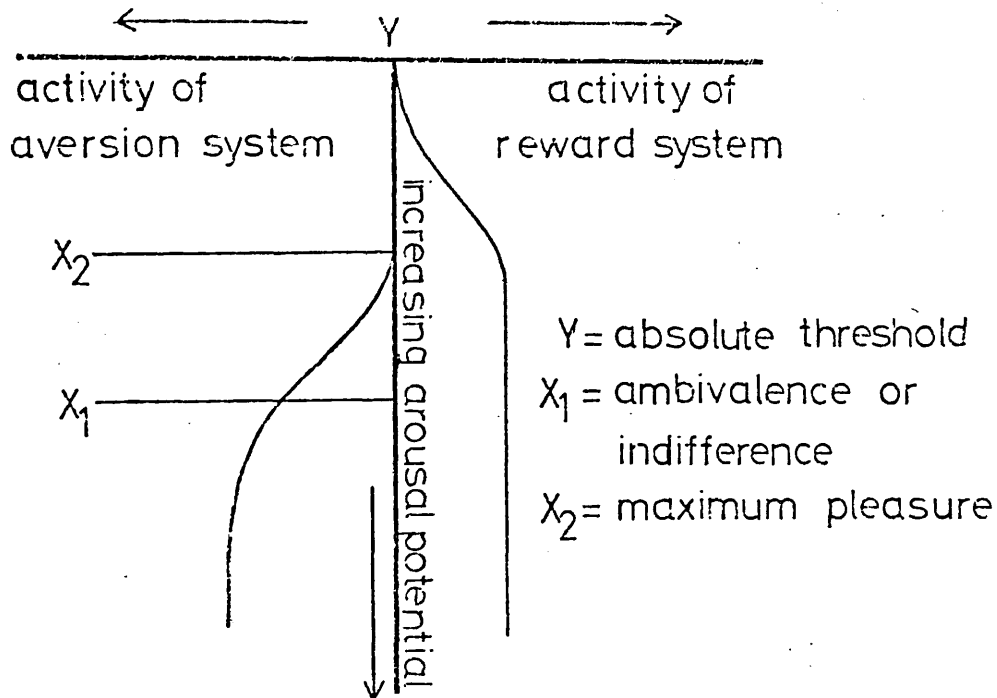 Y
activity of
aversion system
activity of
reward system
increasing arousal potential
X2
X1
Y = absolute threshold
X1 = ambivalence or
indifference
X2 = maximum pleasure